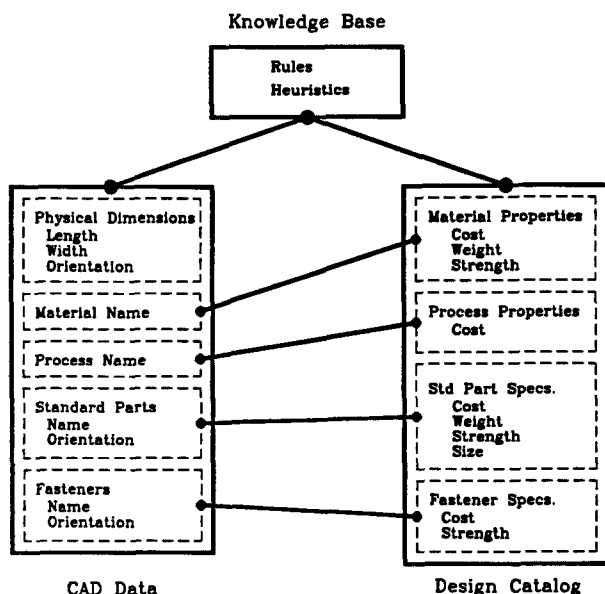 Knowledge Base
Rules
Heuristics
Physical Dimensions
Length
Width
Orientation
Material Name
Process Name
Standard Parts
Name
Orientation
Fasteners
Name
Orientation
CAD Data
Material Properties
Cost
Weight
Strength
Process Properties
Cost
Std Part Specs.
Cost
Weight
Strength
Size
Fastener Specs.
Cost
Strength
Design Catalog